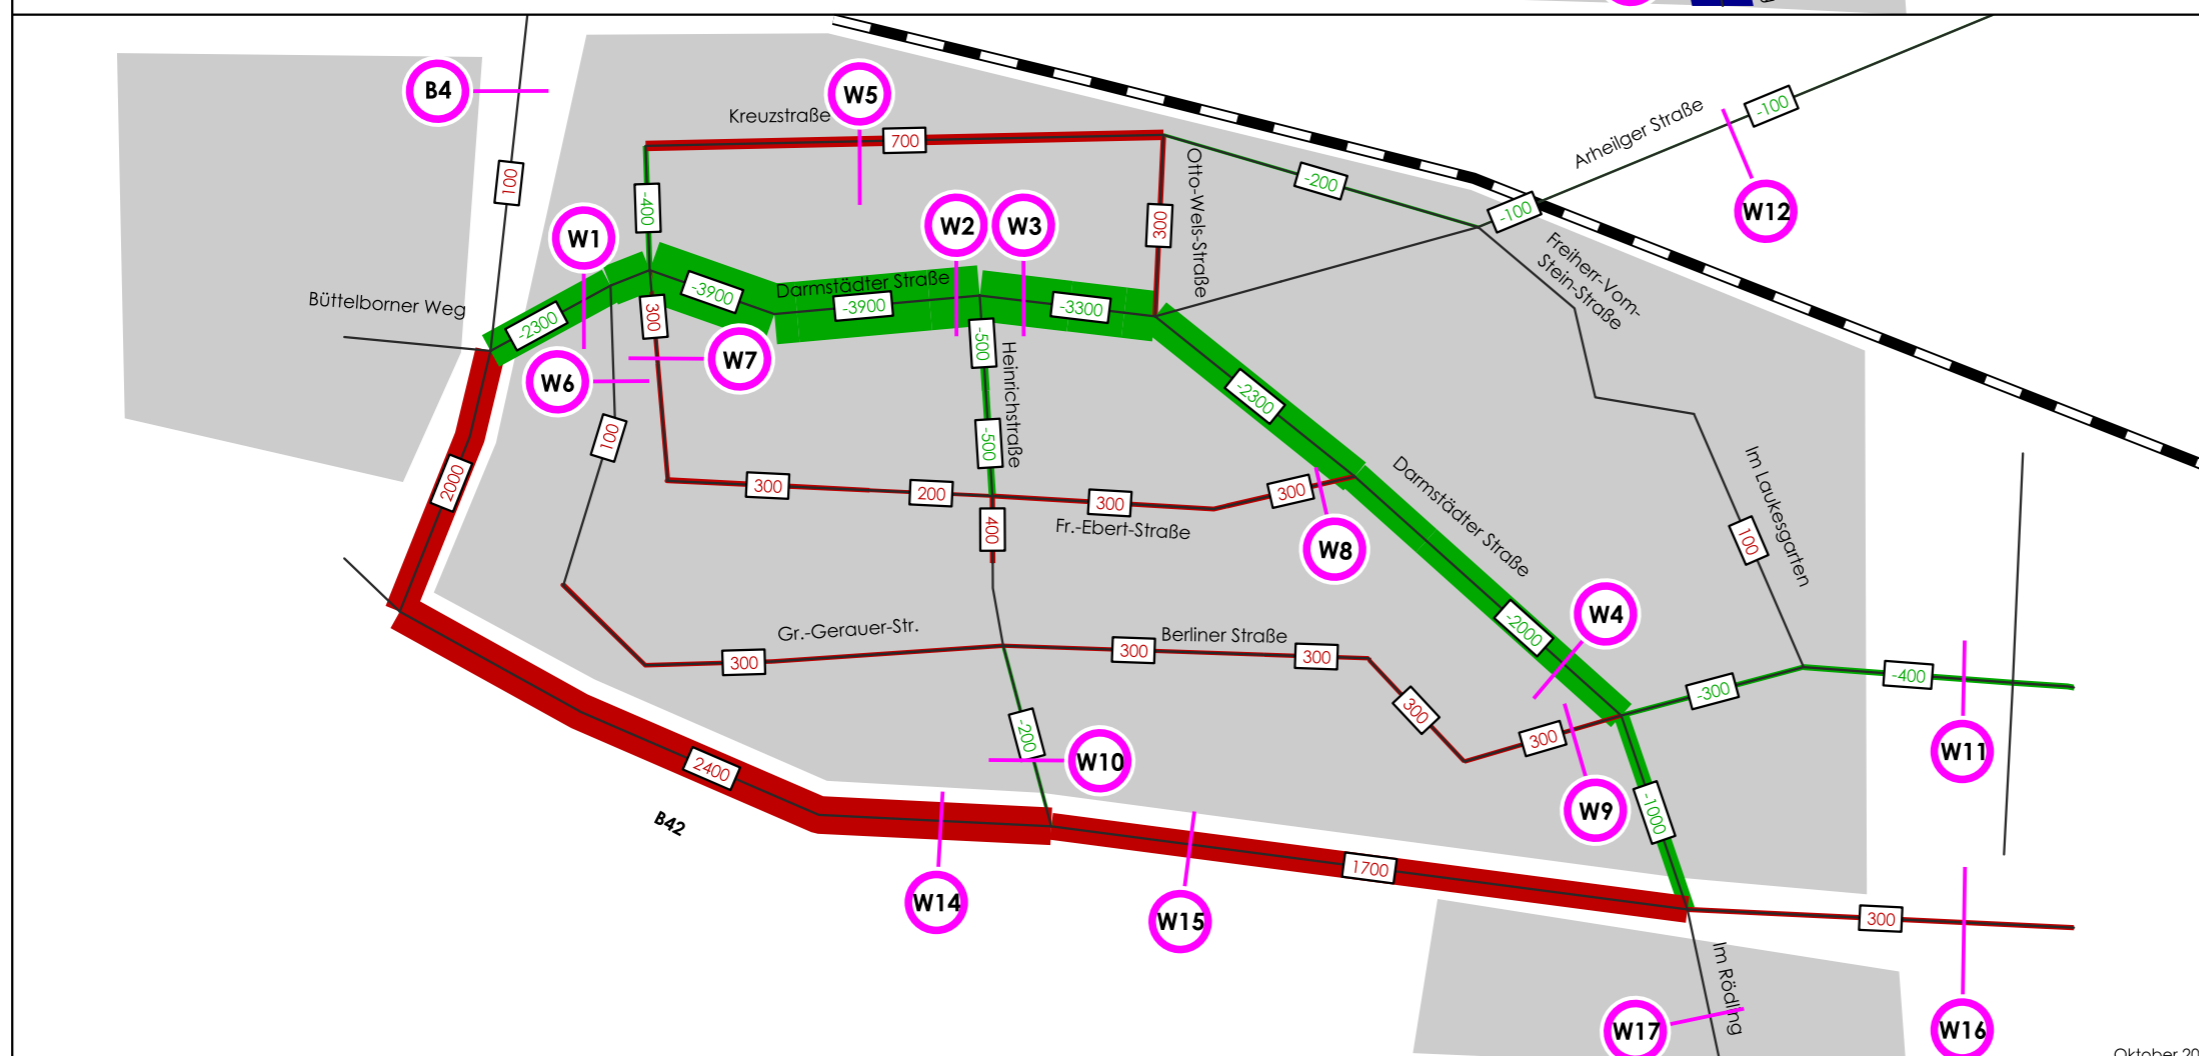 B4
W5
Kreuzstraße
700
100
-400
W1
W2
W3
Otto-Wels-Straße
300
-200
-100
Arheilger Straße
-100
W12
Büttelborner Weg
-2300
-3900
Darmstädter Straße
-3900
-3300
300
W7
W6
-500
Heinrichstraße
-500
Freiherr-Vom-
Stein-Straße
-2300
100
2000
300
200
300
300
Fr.-Ebert-Straße
400
W8
Darmstädter Straße
Im Laukesgarten
100
W4
-2000
Gr.-Gerauer-Str.
Berliner Straße
300
300
300
300
300
-300
-400
W11
-200
W10
W9
-1000
2400
B42
W14
W15
1700
300
Im Rödling
W17
W16
Oktober 20